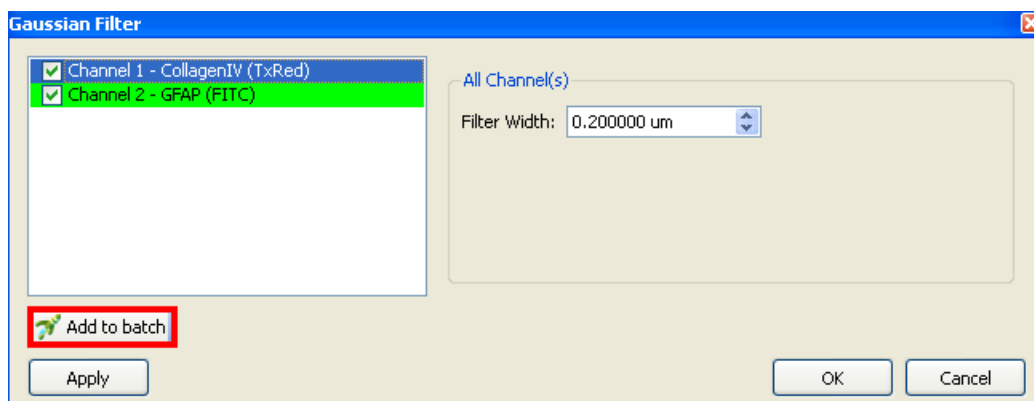 Gaussian Filter
Channel 1 - CollagenIV (TxRed)
Channel 2 - GFAP (FITC)
All Channel(s)
Filter Width: 0.200000 um
Add to batch
Apply
OK
Cancel